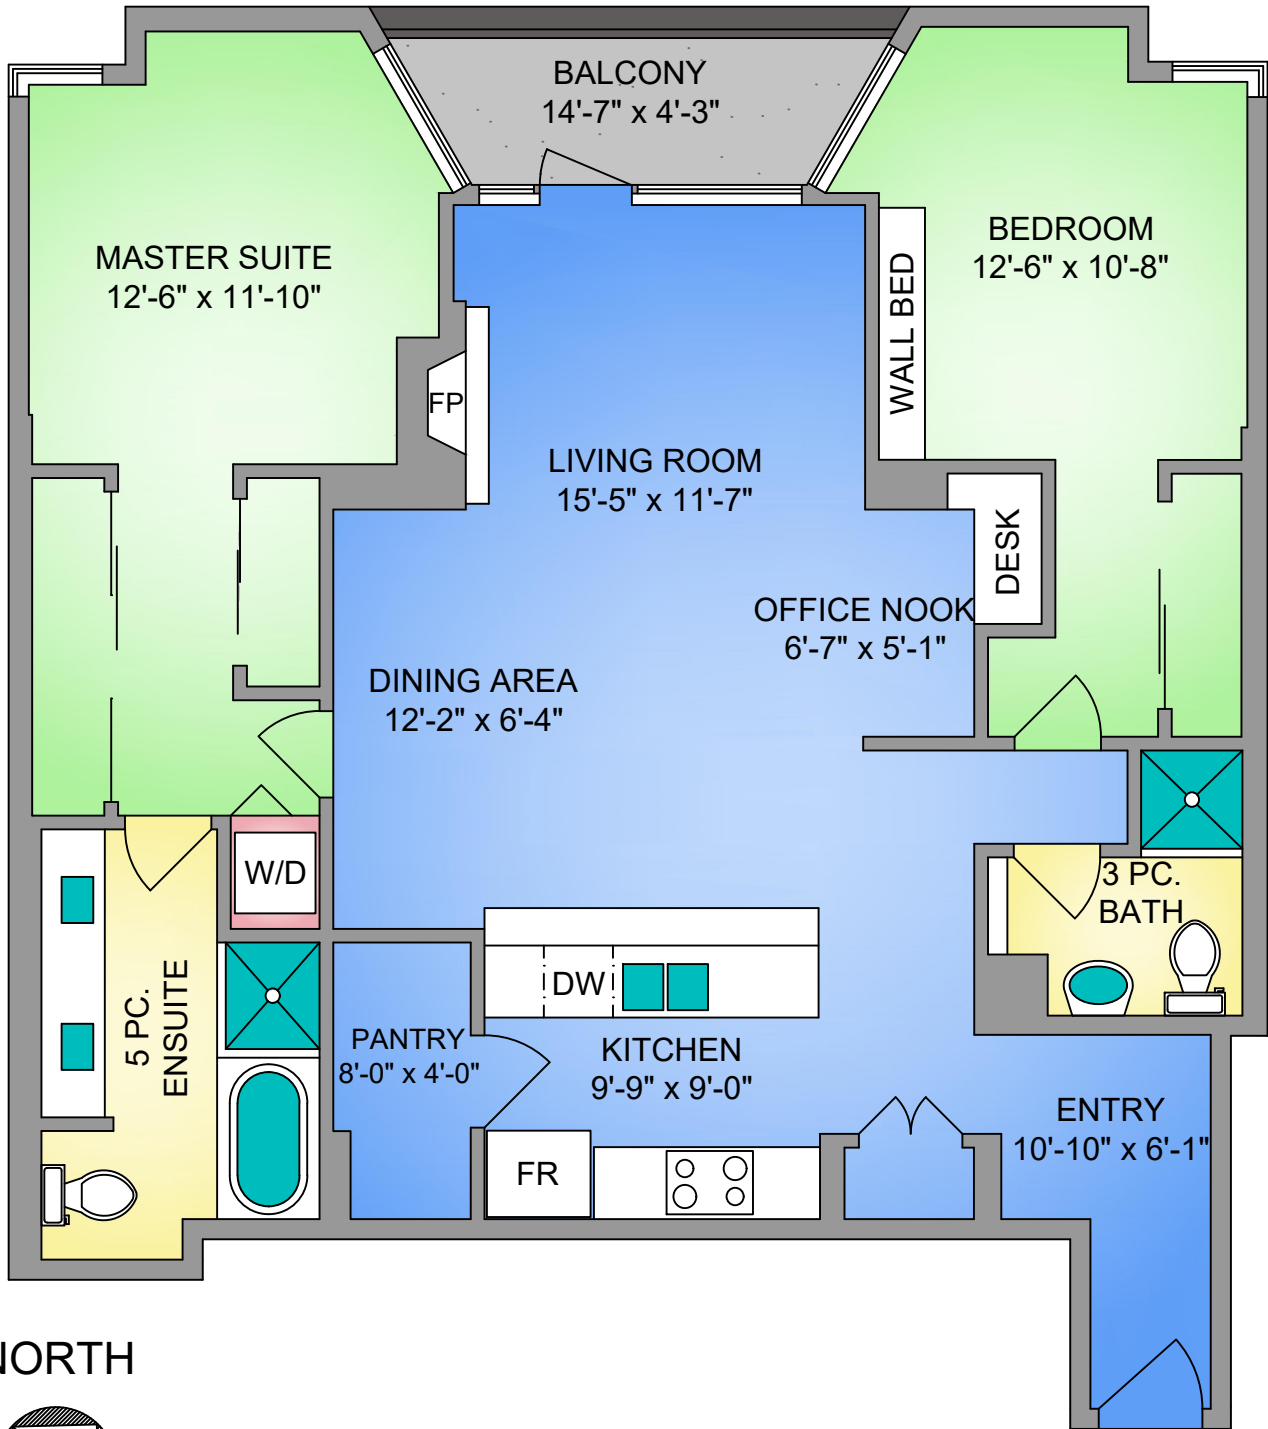 BALCONY
14'-7" x 4'-3"
MASTER SUITE
12'-6" x 11'-10"
BEDROOM
12'-6" x 10'-8"
WALL BED
FP
LIVING ROOM
15'-5" x 11'-7"
DESK
OFFICE NOOK
6'-7" x 5'-1"
DINING AREA
12'-2" x 6'-4"
W/D
3 PC.
BATH
5 PC.
ENSUITE
DW
PANTRY
8'-0" x 4'-0"
KITCHEN
9'-9" x 9'-0"
ENTRY
10'-10" x 6'-1"
FR
NORTH